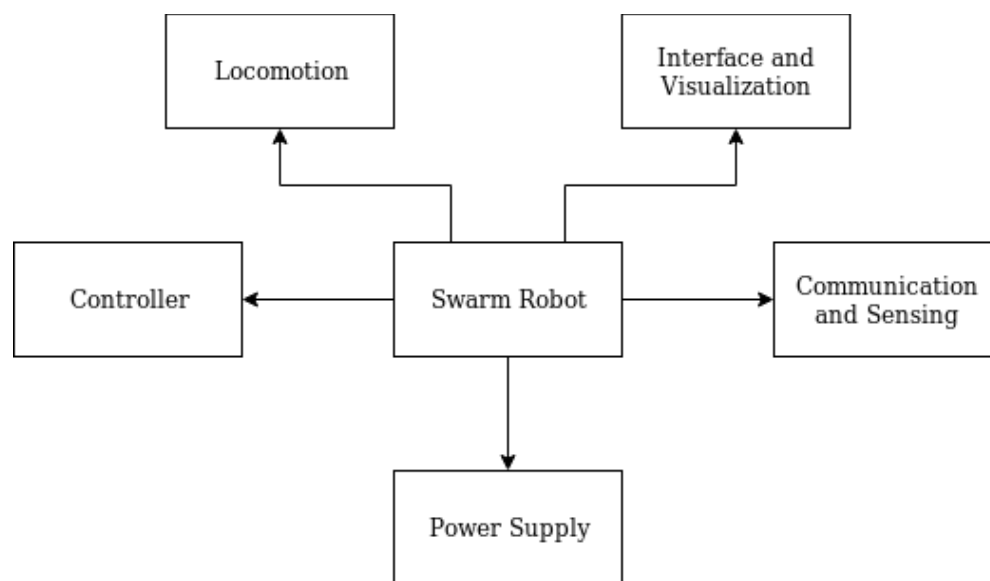 Locomotion
Interface and
Visualization
Controller
Swarm Robot
Communication
and Sensing
Power Supply